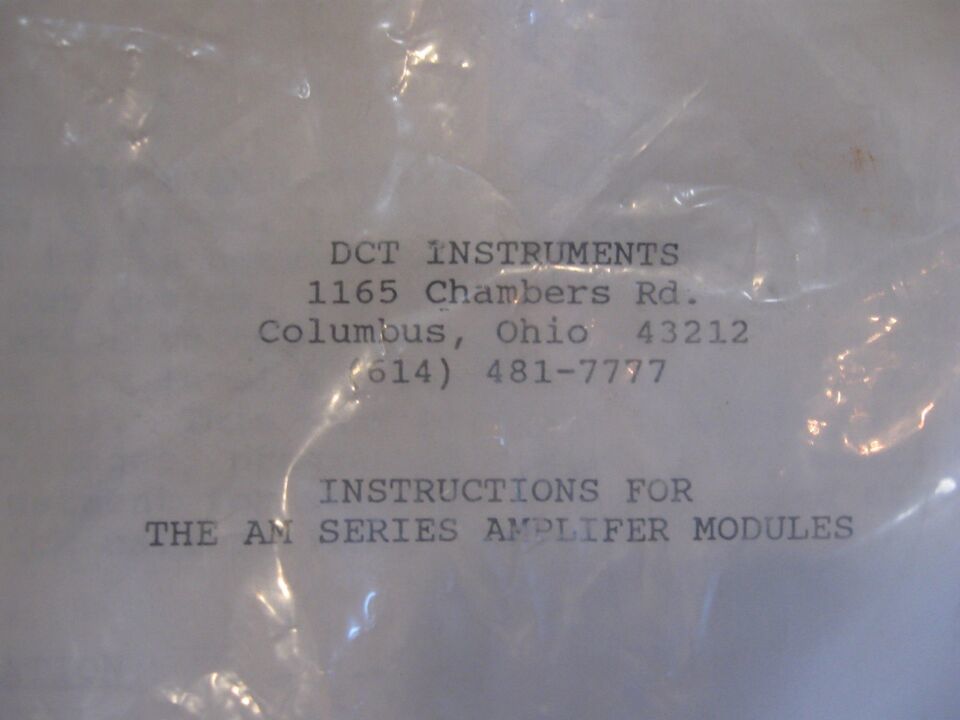 DCT INSTRUMENTS
1165 Chambers Rd.
Columbus, Ohio 43212
(614) 481-7777
INSTRUCTIONS FOR
THE AM SERIES AMPLIFER MODULES